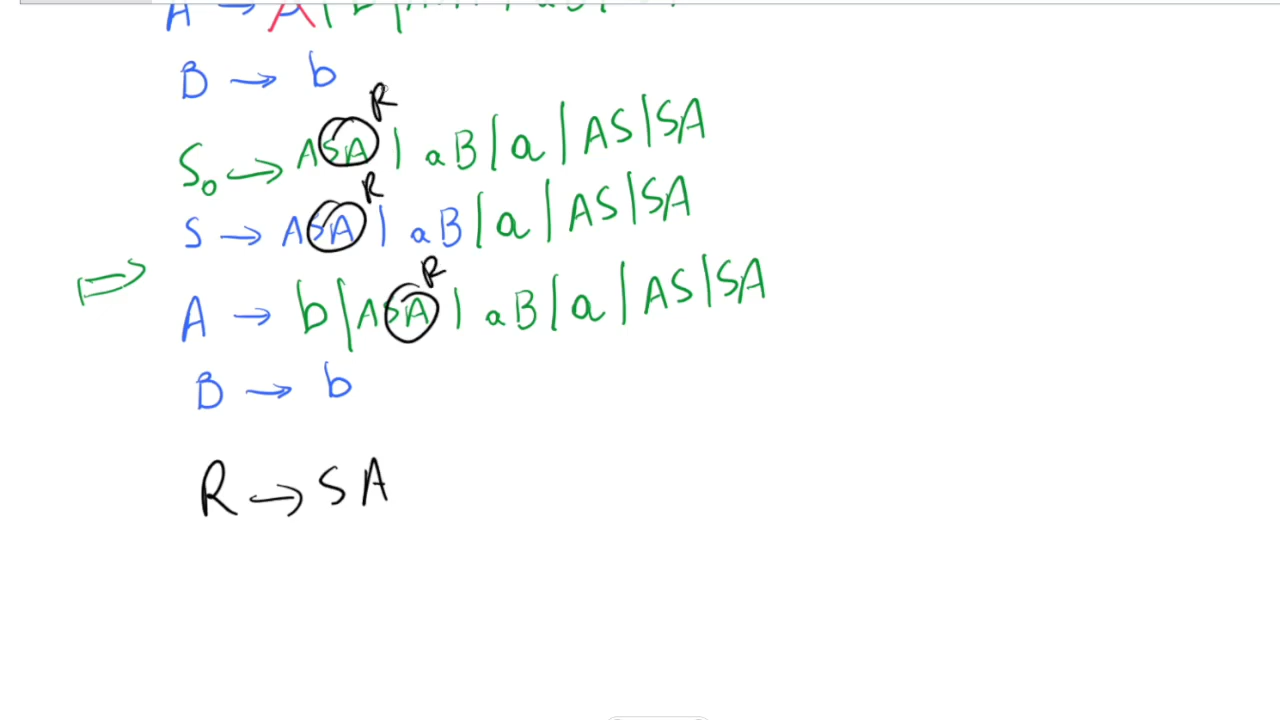 B → b
R
S₀ → ASA | aB | a | AS | SA
R
S → ASA | aB | a | AS | SA
R
A → b | ASA | aB | a | AS | SA
B → b
R → SA